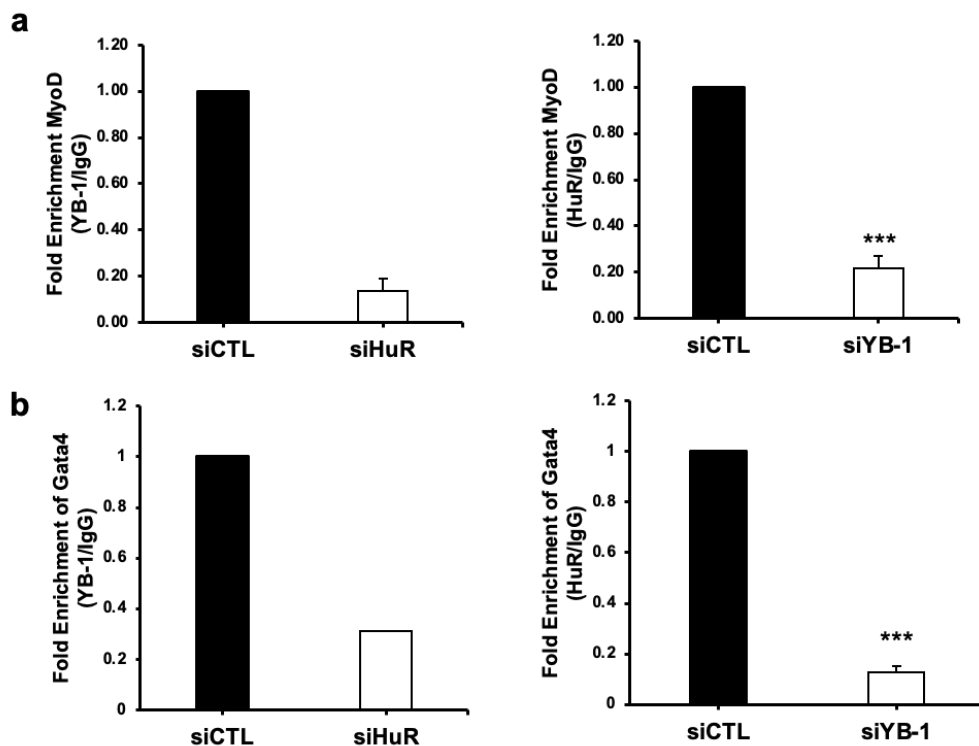 a
Fold Enrichment MyoD
(YB-1/IgG)
1.20
1.00
0.80
0.60
0.40
0.20
0.00
siCTL
siHuR
Fold Enrichment MyoD
(HuR/IgG)
1.20
1.00
0.80
0.60
0.40
0.20
0.00
***
siCTL
siYB-1
b
Fold Enrichment of Gata4
(YB-1/IgG)
1.2
1
0.8
0.6
0.4
0.2
0
siCTL
siHuR
Fold Enrichment of Gata4
(HuR/IgG)
1.2
1
0.8
0.6
0.4
0.2
0
***
siCTL
siYB-1